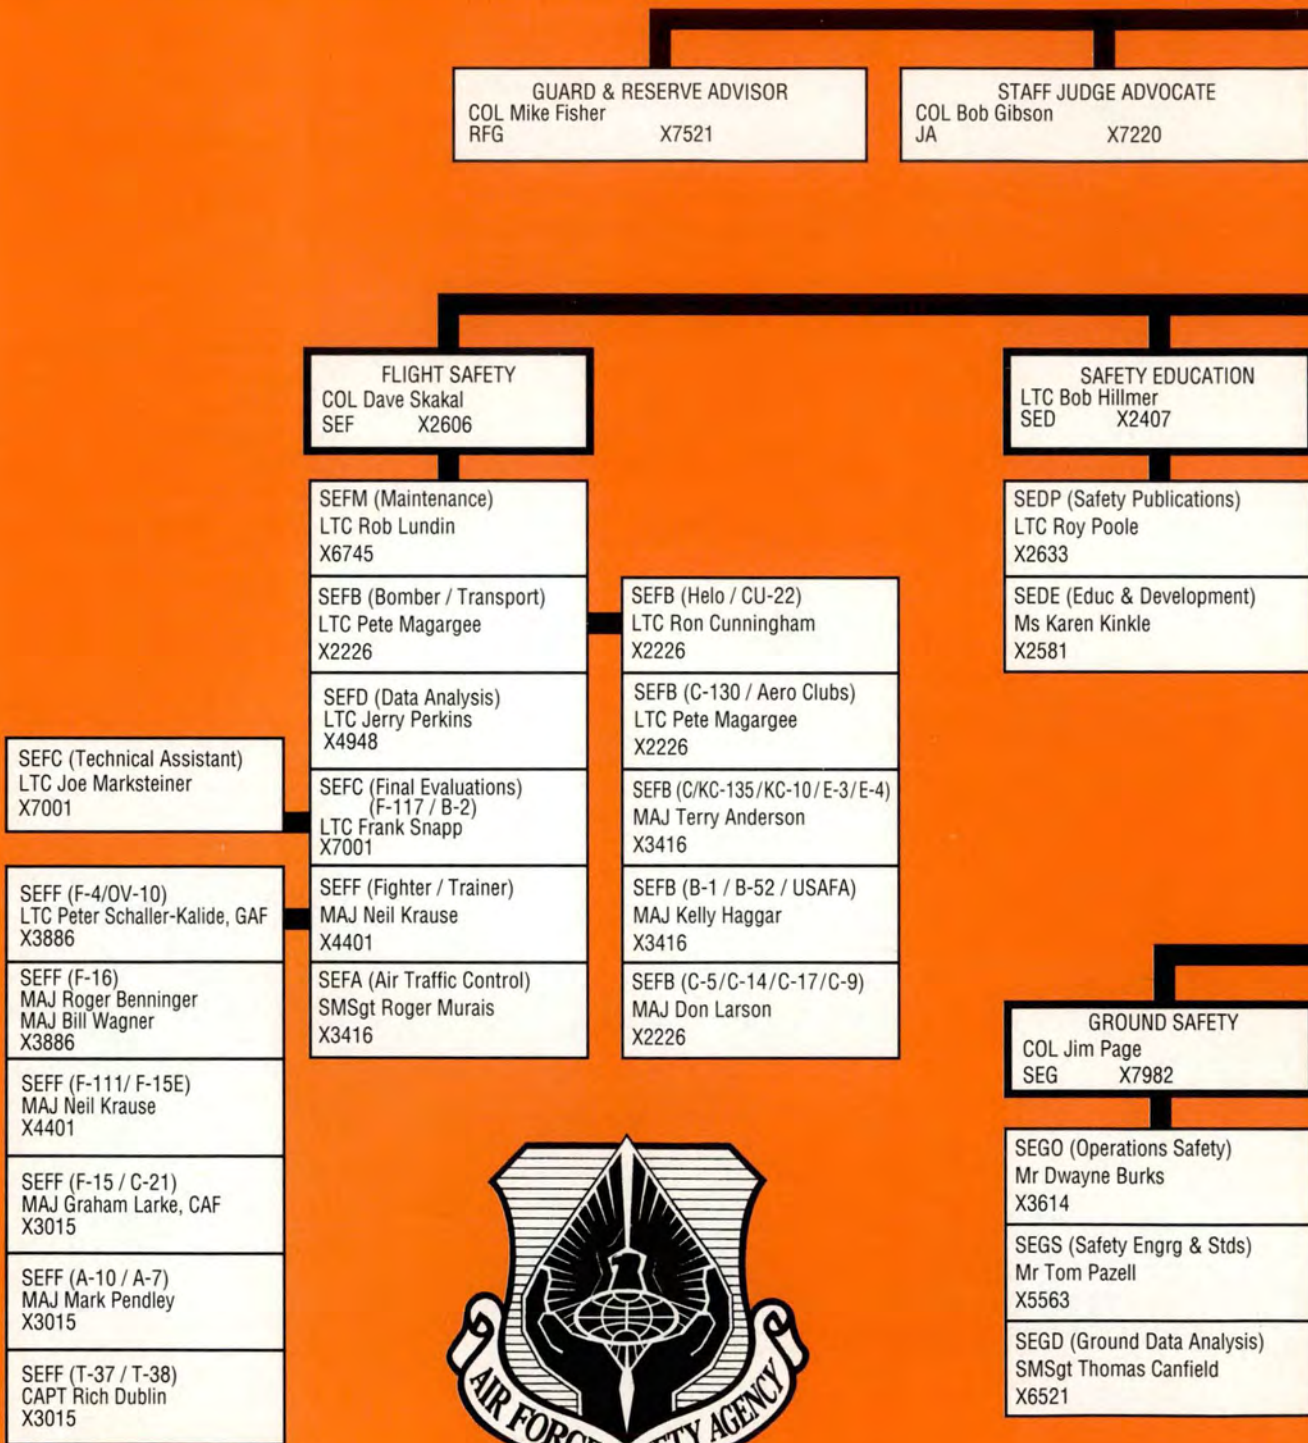 GUARD & RESERVE ADVISOR
COL Mike Fisher
RFG X7521
STAFF JUDGE ADVOCATE
COL Bob Gibson
JA X7220
FLIGHT SAFETY
COL Dave Skakal
SEF X2606
SAFETY EDUCATION
LTC Bob Hillmer
SED X2407
SEFM (Maintenance)
LTC Rob Lundin
X6745
SEFB (Bomber / Transport)
LTC Pete Magargee
X2226
SEFD (Data Analysis)
LTC Jerry Perkins
X4948
SEFC (Final Evaluations)
(F-117 / B-2)
LTC Frank Snapp
X7001
SEFF (Fighter / Trainer)
MAJ Neil Krause
X4401
SEFA (Air Traffic Control)
SMSgt Roger Murais
X3416
SEFB (Helo / CU-22)
LTC Ron Cunningham
X2226
SEFB (C-130 / Aero Clubs)
LTC Pete Magargee
X2226
SEFB (C/KC-135/KC-10/E-3/E-4)
MAJ Terry Anderson
X3416
SEFB (B-1 / B-52 / USAFA)
MAJ Kelly Haggar
X3416
SEFB (C-5/C-14/C-17/C-9)
MAJ Don Larson
X2226
SEDP (Safety Publications)
LTC Roy Poole
X2633
SEDE (Educ & Development)
Ms Karen Kinkle
X2581
SEFC (Technical Assistant)
LTC Joe Marksteiner
X7001
SEFF (F-4/OV-10)
LTC Peter Schaller-Kalide, GAF
X3886
SEFF (F-16)
MAJ Roger Benninger
MAJ Bill Wagner
X3886
SEFF (F-111/ F-15E)
MAJ Neil Krause
X4401
SEFF (F-15 / C-21)
MAJ Graham Larke, CAF
X3015
SEFF (A-10 / A-7)
MAJ Mark Pendley
X3015
SEFF (T-37 / T-38)
CAPT Rich Dublin
X3015
GROUND SAFETY
COL Jim Page
SEG X7982
SEGO (Operations Safety)
Mr Dwayne Burks
X3614
SEGS (Safety Engrg & Stds)
Mr Tom Pazell
X5563
SEGD (Ground Data Analysis)
SMSgt Thomas Canfield
X6521
AIR FORCE SAFETY AGENCY